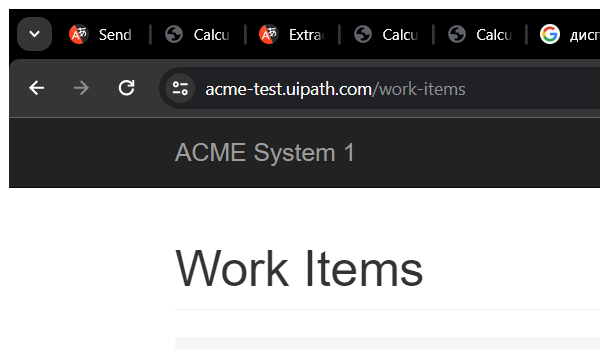 Send Calcu Extrac Calcu Calcu дисп
acme-test.uipath.com/work-items
ACME System 1
Work Items